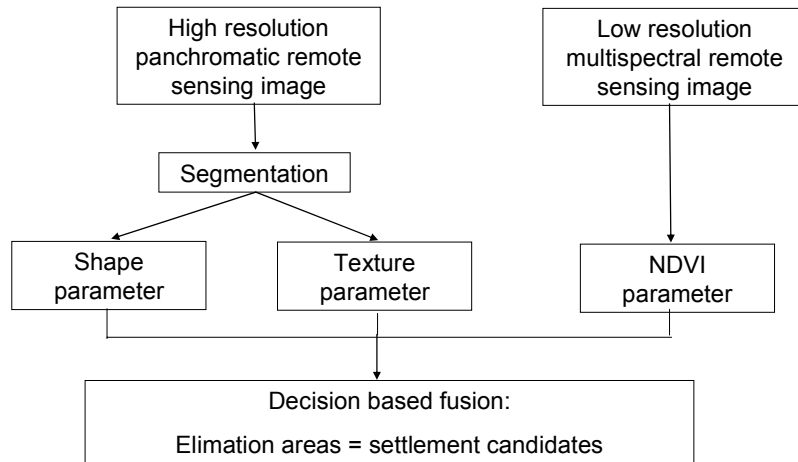 High resolution
panchromatic remote
sensing image
Low resolution
multispectral remote
sensing image
Segmentation
Shape
parameter
Texture
parameter
NDVI
parameter
Decision based fusion:
Elimation areas = settlement candidates